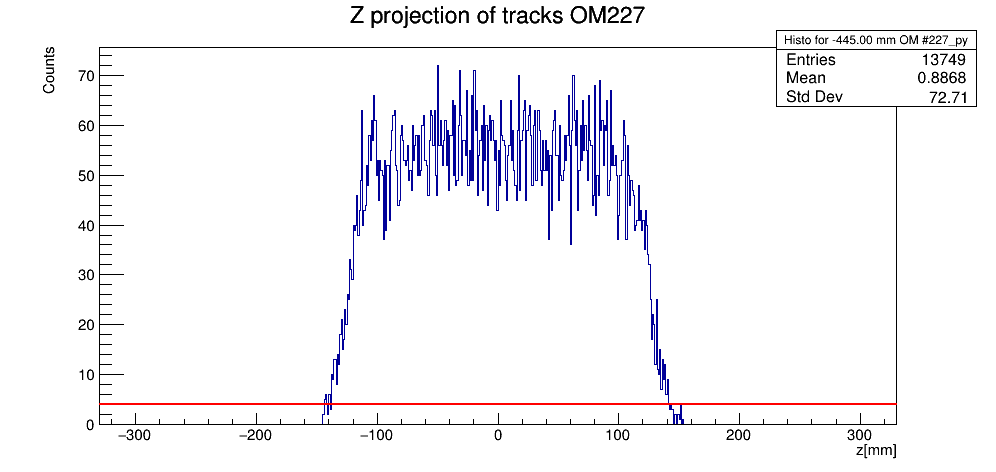 Z projection of tracks OM227
Histo for -445.00 mm OM #227_py
Entries 13749
Mean 0.8868
Std Dev 72.71
Counts
70
60
50
40
30
20
10
0
−300 −200 −100 0 100 200 300
z[mm]